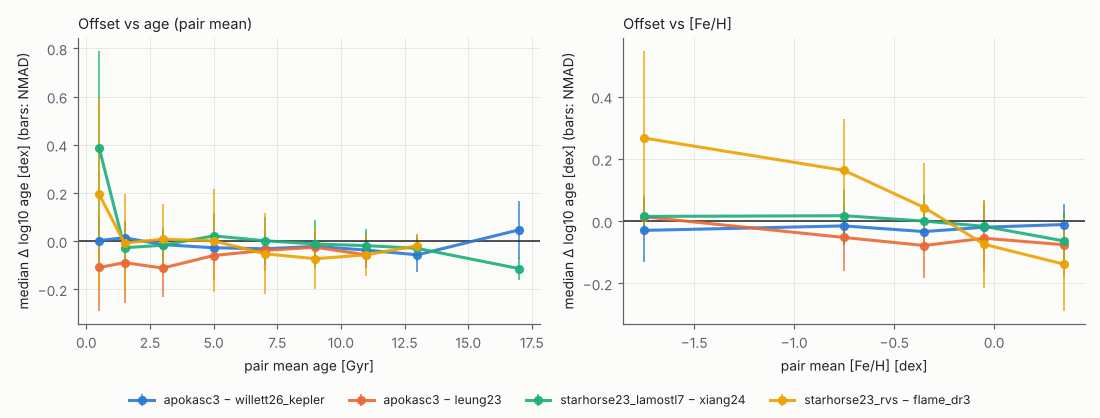 Offset vs age (pair mean)
median Δ log10 age [dex] (bars: NMAD)
0.8
0.6
0.4
0.2
0.0
−0.2
0.0 2.5 5.0 7.5 10.0 12.5 15.0 17.5
pair mean age [Gyr]
Offset vs [Fe/H]
median Δ log10 age [dex] (bars: NMAD)
0.4
0.2
0.0
−0.2
−1.5 −1.0 −0.5 0.0
pair mean [Fe/H] [dex]
apokasc3 − willett26_kepler apokasc3 − leung23 starhorse23_lamostl7 − xiang24 starhorse23_rvs − flame_dr3